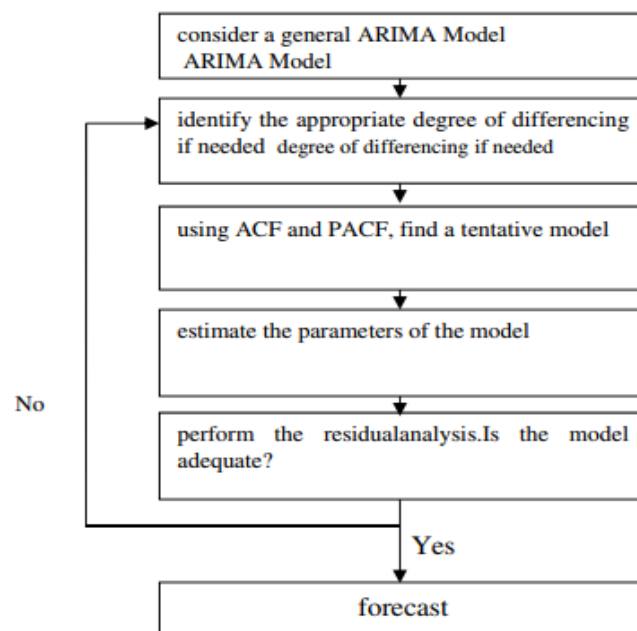 consider a general ARIMA Model
ARIMA Model
identify the appropriate degree of differencing
if needed degree of differencing if needed
using ACF and PACF, find a tentative model
estimate the parameters of the model
No
perform the residualanalysis.Is the model
adequate?
Yes
forecast